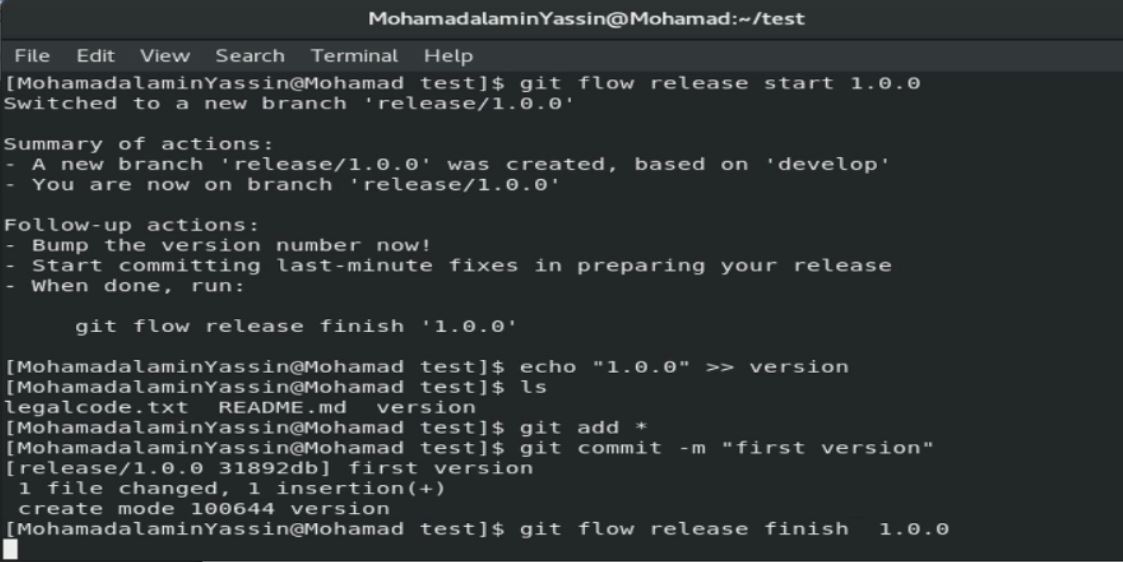 MohamadalaminYassin@Mohamad:~/test
File Edit View Search Terminal Help
[MohamadalaminYassin@Mohamad test]$ git flow release start 1.0.0
Switched to a new branch 'release/1.0.0'
Summary of actions:
- A new branch 'release/1.0.0' was created, based on 'develop'
- You are now on branch 'release/1.0.0'
Follow-up actions:
- Bump the version number now!
- Start committing last-minute fixes in preparing your release
- When done, run:
git flow release finish '1.0.0'
[MohamadalaminYassin@Mohamad test]$ echo "1.0.0" >> version
[MohamadalaminYassin@Mohamad test]$ ls
legalcode.txt README.md version
[MohamadalaminYassin@Mohamad test]$ git add *
[MohamadalaminYassin@Mohamad test]$ git commit -m "first version"
[release/1.0.0 31892db] first version
1 file changed, 1 insertion(+)
create mode 100644 version
[MohamadalaminYassin@Mohamad test]$ git flow release finish 1.0.0